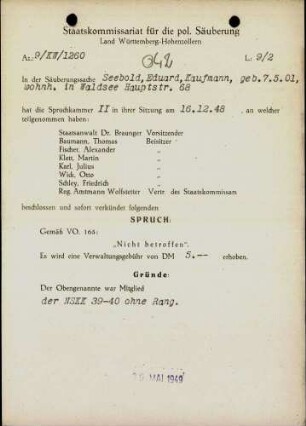 Staatskommissariat für die pol. Säuberung
Land Württemberg-Hohenzollern
Az.: 9/KW/1260
L: 9/2
In der Säuberungssache Seebold, Eduard, Kaufmann, geb. 7.5.01,
wohnh. in Waldsee Hauptstr. 68
hat die Spruchkammer II in ihrer Sitzung am 16.12.48 , an welcher
teilgenommen haben:
Staatsanwalt Dr. Braunger Vorsitzender
Baumann, Thomas Beisitzer
Fischer, Alexander "
Klett, Martin "
Karl, Julius "
Wick, Otto "
Schley, Friedrich "
Reg. Amtmann Wolfstetter Vertr. des Staatskommissars
beschlossen und sofort verkündet folgenden
SPRUCH:
Gemäß VO. 165:
„Nicht betroffen“.
Es wird eine Verwaltungsgebühr von DM 5.-- erhoben.
Gründe:
Der Obengenannte war Mitglied
der NSKK 39-40 ohne Rang.
MAI 1949